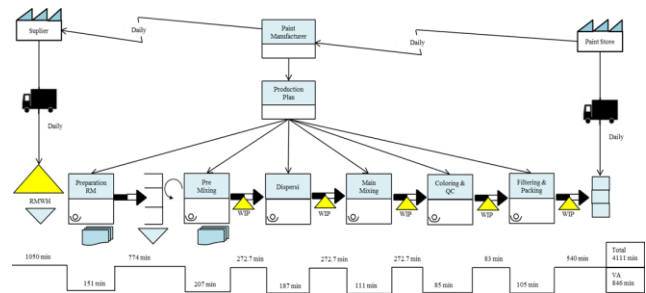 Suplier
Daily
Paint
Manufacturer
Daily
Paint Store
Production
Plan
Daily
Daily
RMWH
Preparation
RM
Pre
Mixing
WIP
Dispersi
WIP
Main
Mixing
WIP
Coloring &
QC
WIP
Filtering &
Packing
WIP
1050 min
774 min
272.7 min
272.7 min
272.7 min
83 min
540 min
Total
4111 min
151 min
207 min
187 min
111 min
85 min
105 min
VA
846 min